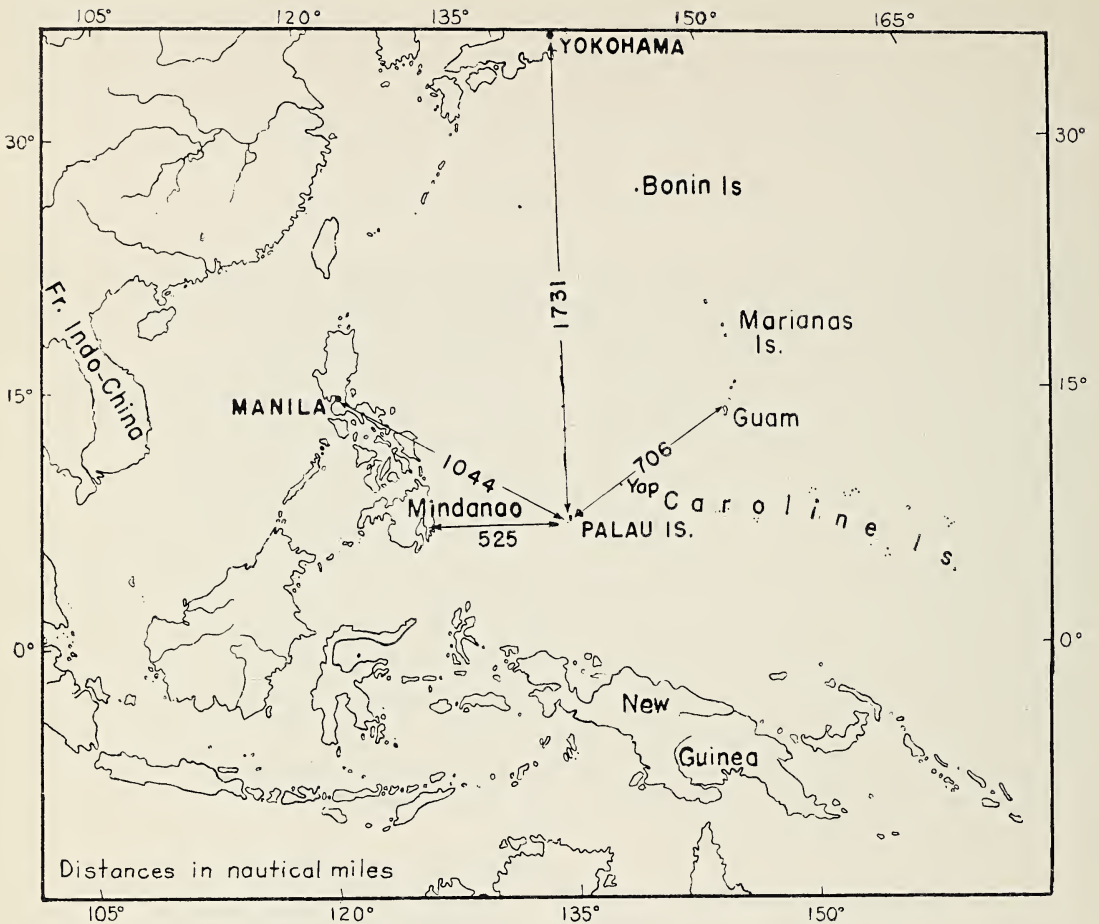 105° 120° 135° 150° 165°
YOKOHAMA
30° 30°
Bonin Is
1731
Fr. Indo-China
Marianas
Is.
15° 15°
MANILA
Guam
1044
706
Yap
Caroline Is.
Mindanao
525
PALAU IS.
0° 0°
New
Guinea
Distances in nautical miles
105° 120° 135° 150°